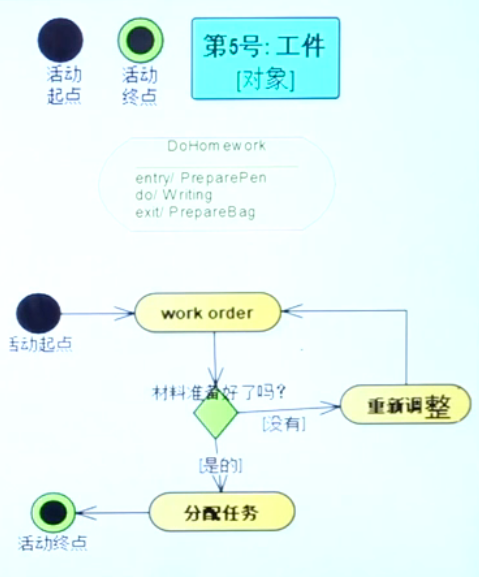 活动
起点
活动
终点
第5号: 工件
[对象]
DoHomework
entry/ PreparePen
do/ Writing
exit/ PrepareBag
work order
活动起点
材料准备好了吗?
[没有]
重新调整
[是的]
分配任务
活动终点